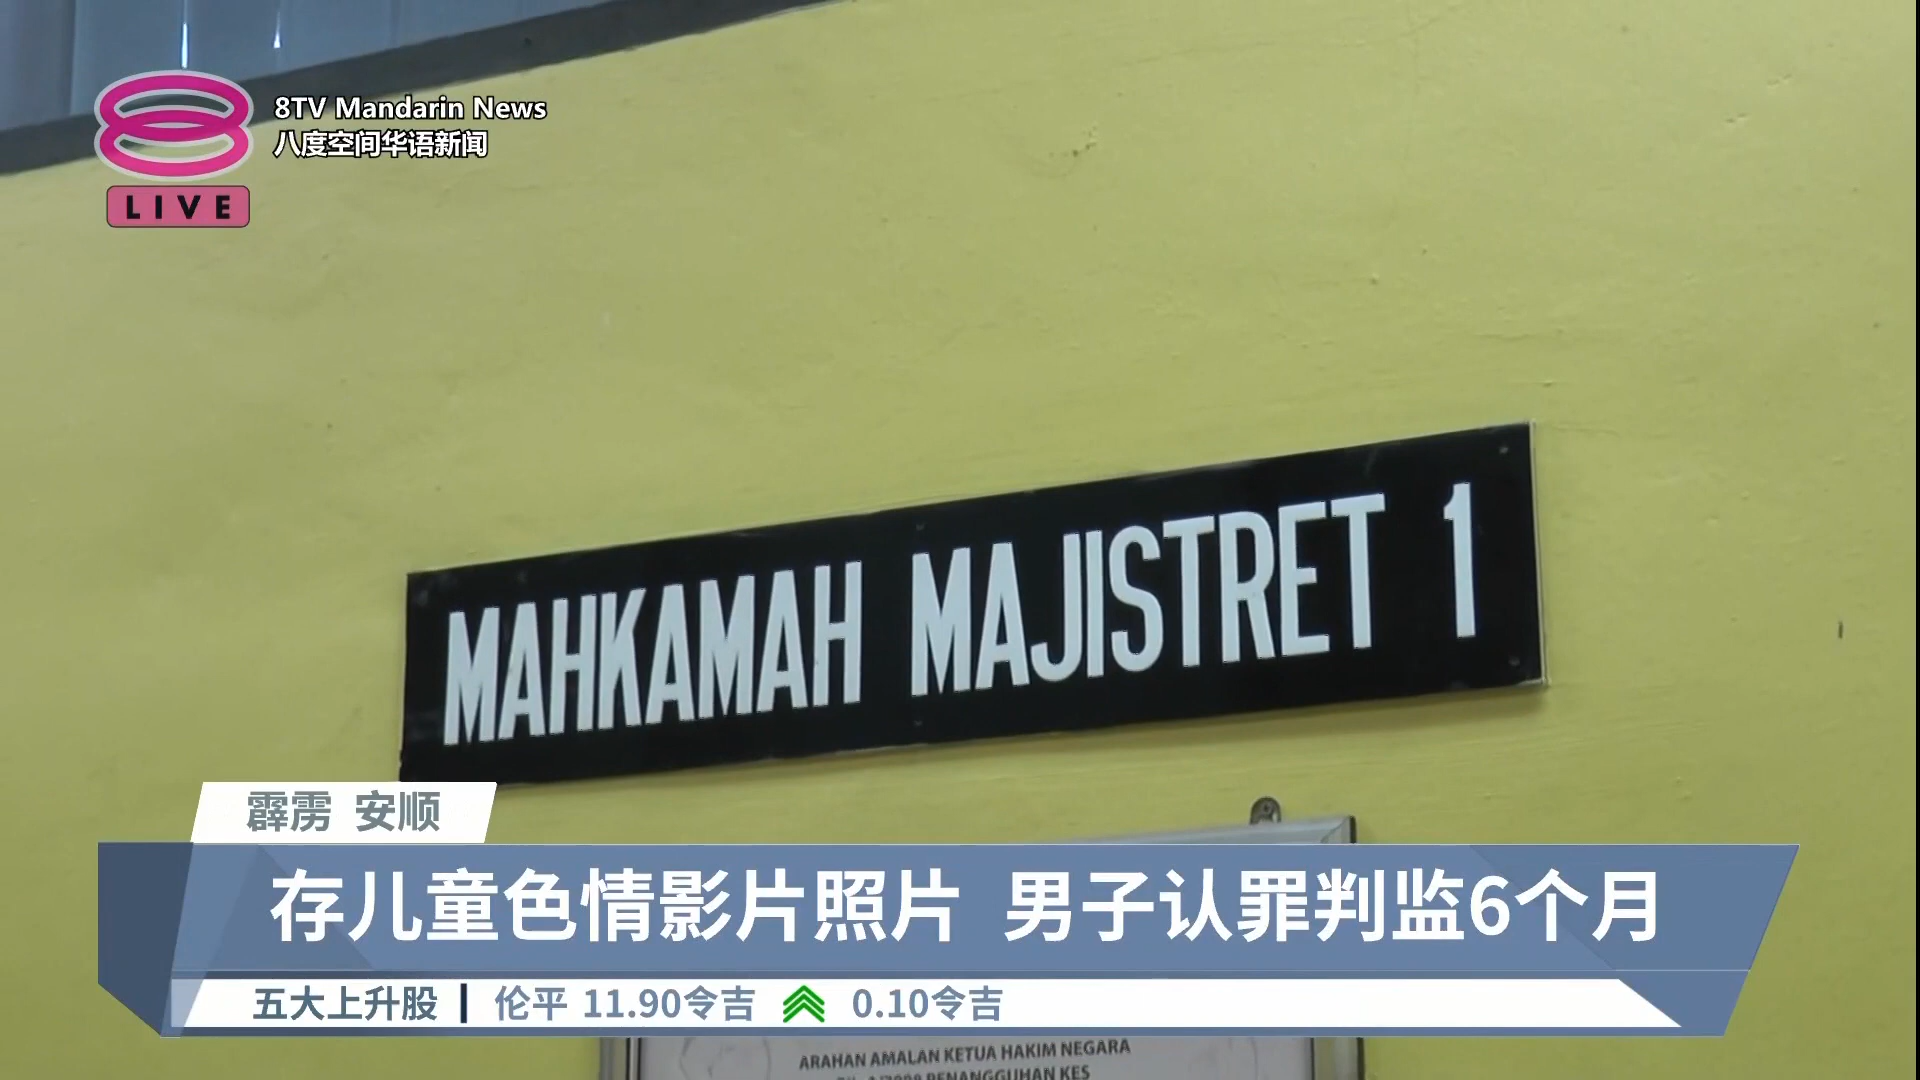 8TV Mandarin News
八度空间华语新闻
LIVE
MAHKAMAH MAJISTRET 1
霹雳 安顺
存儿童色情影片照片 男子认罪判监6个月
五大上升股 | 伦平 11.90令吉 0.10令吉
ARAHAN AMALAN KETUA HAKIM NEGARA
PENANGGUHAN KES